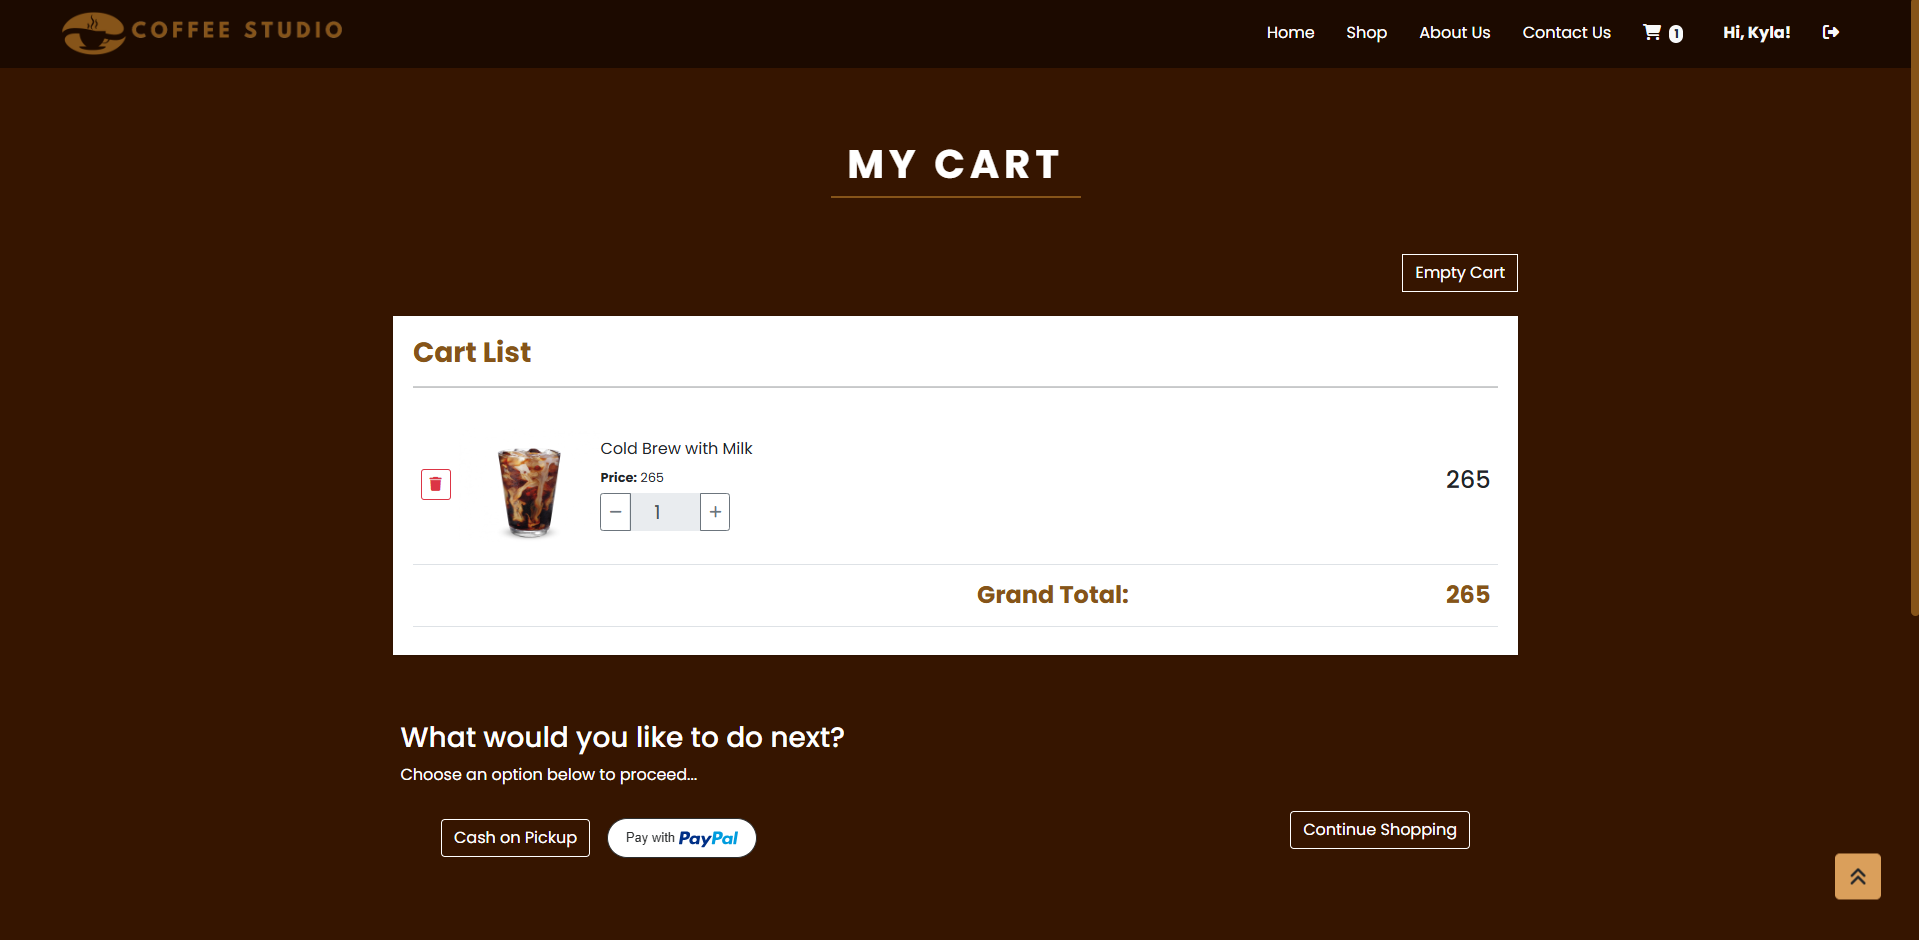 COFFEE STUDIO
Home Shop About Us Contact Us 1 Hi, Kyla!
MY CART
Empty Cart
Cart List
Cold Brew with Milk
Price: 265
− 1 +
265
Grand Total: 265
What would you like to do next?
Choose an option below to proceed...
Cash on Pickup Pay with PayPal Continue Shopping